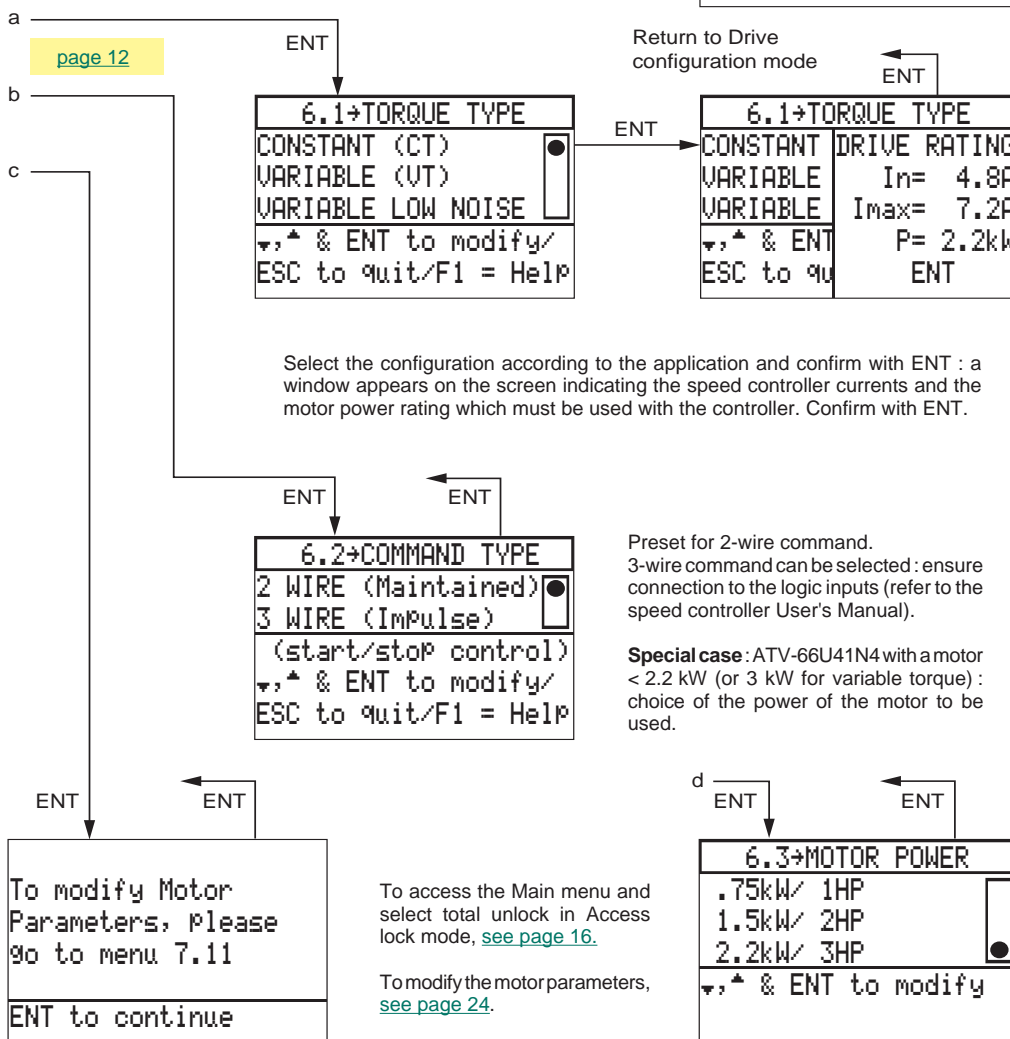 a
ENT
page 12
b
c
6.1→TORQUE TYPE
CONSTANT (CT)
VARIABLE (VT)
VARIABLE LOW NOISE
▼,▲ & ENT to modify/
ESC to quit/F1 = Help
ENT
Return to Drive
configuration mode
ENT
6.1→TORQUE TYPE
CONSTANT DRIVE RATING
VARIABLE In= 4.8A
VARIABLE Imax= 7.2A
▼,▲ & ENT P= 2.2kW
ESC to qu ENT
Select the configuration according to the application and confirm with ENT : a
window appears on the screen indicating the speed controller currents and the
motor power rating which must be used with the controller. Confirm with ENT.
ENT
ENT
6.2→COMMAND TYPE
2 WIRE (Maintained)
3 WIRE (Impulse)
(start/stop control)
▼,▲ & ENT to modify/
ESC to quit/F1 = Help
Preset for 2-wire command.
3-wire command can be selected : ensure
connection to the logic inputs (refer to the
speed controller User's Manual).
Special case : ATV-66U41N4 with a motor
< 2.2 kW (or 3 kW for variable torque) :
choice of the power of the motor to be
used.
ENT
ENT
To modify Motor
Parameters, please
go to menu 7.11
ENT to continue
To access the Main menu and
select total unlock in Access
lock mode, see page 16.
To modify the motor parameters,
see page 24.
d
ENT
ENT
6.3→MOTOR POWER
.75kW/ 1HP
1.5kW/ 2HP
2.2kW/ 3HP
▼,▲ & ENT to modify